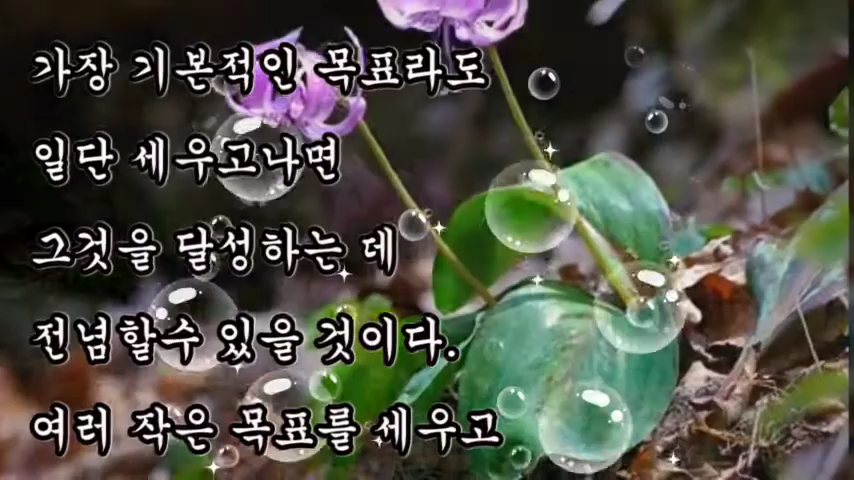 가장 기본적인 목표라도
일단 세우고나면
그것을 달성하는 데
전념할수 있을 것이다.
여러 작은 목표를 세우고